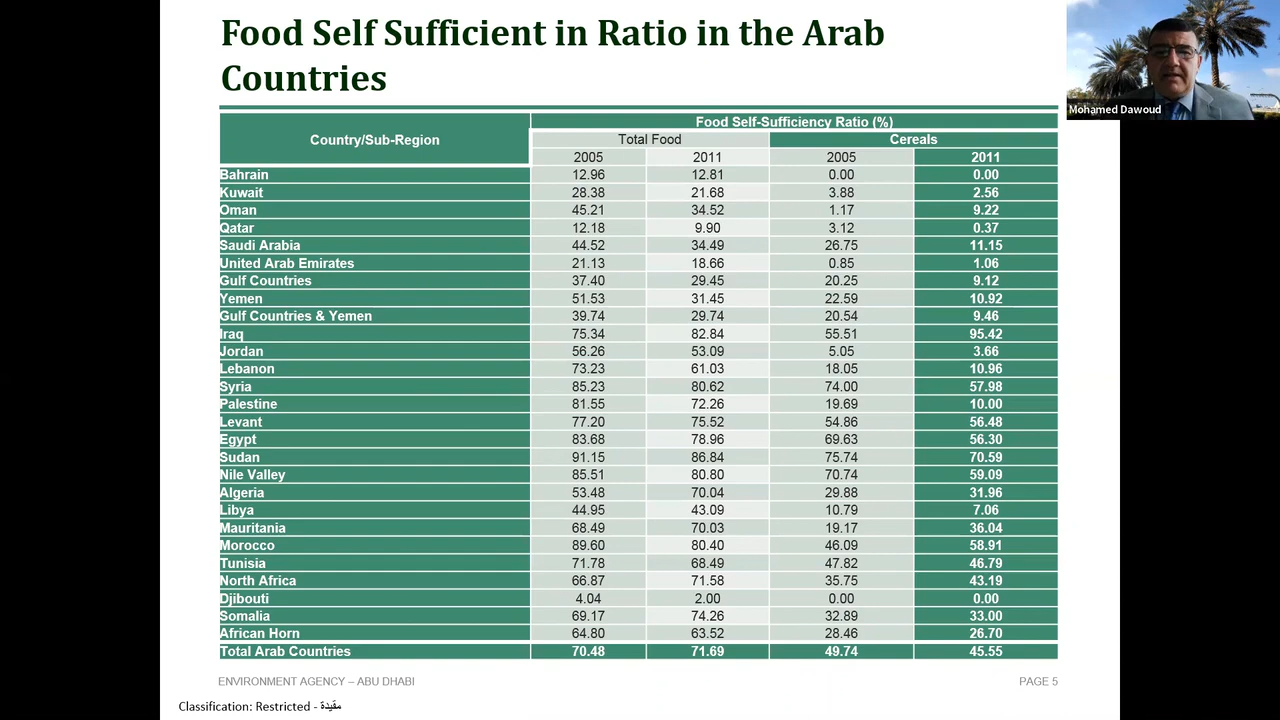 Food Self Sufficient in Ratio in the Arab
Countries
Mohamed Dawoud
Country/Sub-Region
Food Self-Sufficiency Ratio (%)
Total Food Cereals
2005 2011 2005 2011
Bahrain 12.96 12.81 0.00 0.00
Kuwait 28.38 21.68 3.88 2.56
Oman 45.21 34.52 1.17 9.22
Qatar 12.18 9.90 3.12 0.37
Saudi Arabia 44.52 34.49 26.75 11.15
United Arab Emirates 21.13 18.66 0.85 1.06
Gulf Countries 37.40 29.45 20.25 9.12
Yemen 51.53 31.45 22.59 10.92
Gulf Countries & Yemen 39.74 29.74 20.54 9.46
Iraq 75.34 82.84 55.51 95.42
Jordan 56.26 53.09 5.05 3.66
Lebanon 73.23 61.03 18.05 10.96
Syria 85.23 80.62 74.00 57.98
Palestine 81.55 72.26 19.69 10.00
Levant 77.20 75.52 54.86 56.48
Egypt 83.68 78.96 69.63 56.30
Sudan 91.15 86.84 75.74 70.59
Nile Valley 85.51 80.80 70.74 59.09
Algeria 53.48 70.04 29.88 31.96
Libya 44.95 43.09 10.79 7.06
Mauritania 68.49 70.03 19.17 36.04
Morocco 89.60 80.40 46.09 58.91
Tunisia 71.78 68.49 47.82 46.79
North Africa 66.87 71.58 35.75 43.19
Djibouti 4.04 2.00 0.00 0.00
Somalia 69.17 74.26 32.89 33.00
African Horn 64.80 63.52 28.46 26.70
Total Arab Countries 70.48 71.69 49.74 45.55
ENVIRONMENT AGENCY – ABU DHABI PAGE 5
Classification: Restricted - مقيدة